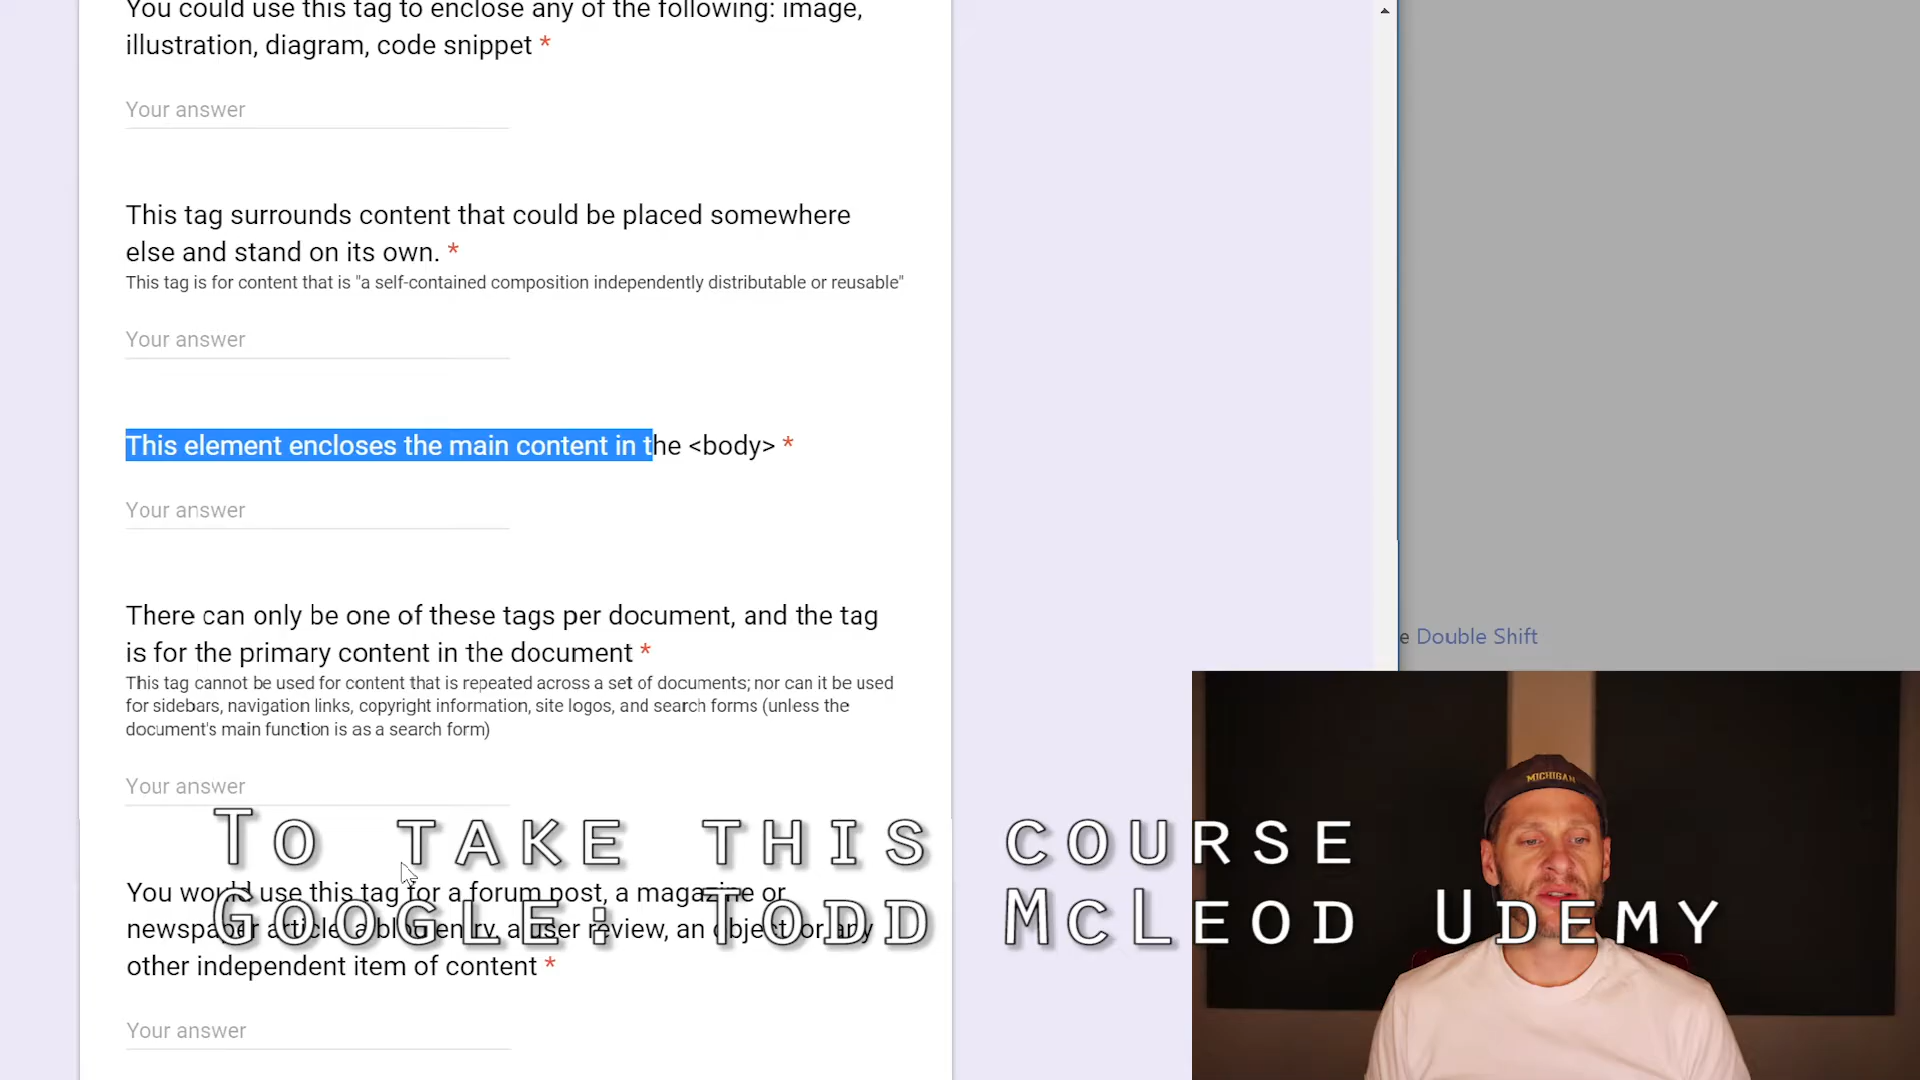 You could use this tag to enclose any of the following: image,
illustration, diagram, code snippet *
Your answer
This tag surrounds content that could be placed somewhere
else and stand on its own. *
This tag is for content that is "a self-contained composition independently distributable or reusable"
Your answer
This element encloses the main content in the <body> *
Your answer
There can only be one of these tags per document, and the tag
is for the primary content in the document *
This tag cannot be used for content that is repeated across a set of documents; nor can it be used
for sidebars, navigation links, copyright information, site logos, and search forms (unless the
document's main function is as a search form)
Your answer
e Double Shift
MICHIGAN
To take this course
Google: Todd McLeod Udemy
You would use this tag for a forum post, a magazine or
newspaper article, a blog entry, a user review, an object, or any
other independent item of content *
Your answer